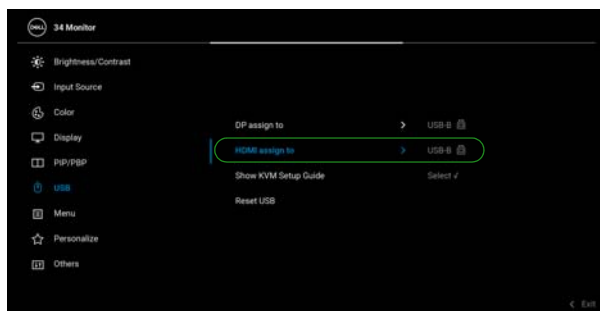 DELL 34 Monitor
Brightness/Contrast
Input Source
Color
DP assign to > USB-B
Display
HDMI assign to > USB-B
PIP/PBP
Show KVM Setup Guide Select ✓
USB
Reset USB
Menu
Personalize
Others
< Exit